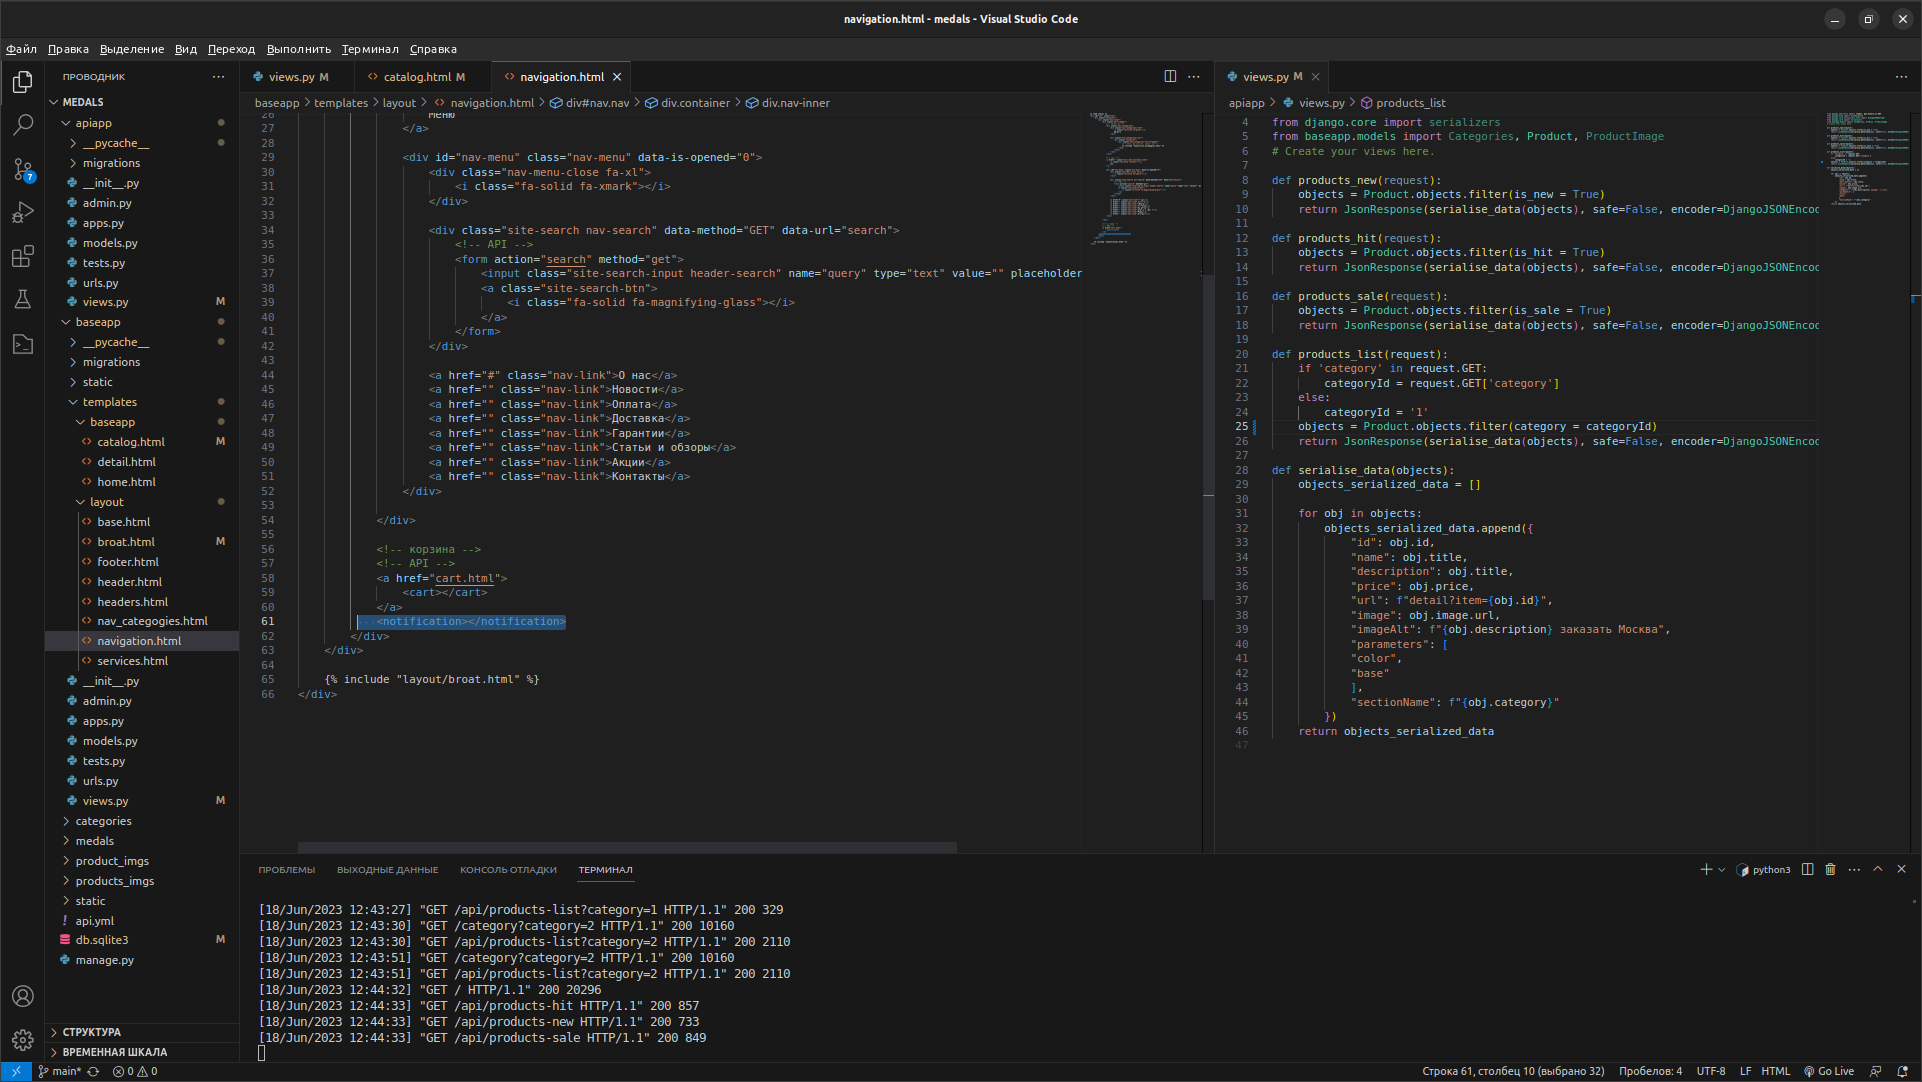 navigation.html - medals - Visual Studio Code
Файл Правка Выделение Вид Переход Выполнить Терминал Справка
ПРОВОДНИК
MEDALS
apiapp
__pycache__
migrations
__init__.py
admin.py
apps.py
models.py
tests.py
urls.py
views.py M
baseapp
__pycache__
migrations
static
templates
baseapp
catalog.html M
detail.html
home.html
layout
base.html
broat.html M
footer.html
header.html
headers.html
nav_categogies.html
navigation.html
services.html
__init__.py
admin.py
apps.py
models.py
tests.py
urls.py
views.py M
categories
medals
product_imgs
products_imgs
static
api.yml
db.sqlite3 M
manage.py
СТРУКТУРА
ВРЕМЕННАЯ ШКАЛА
7
views.py M catalog.html M navigation.html
baseapp > templates > layout > navigation.html > div#nav.nav > div.container > div.nav-inner
26 Меню
27 </a>
28
29 <div id="nav-menu" class="nav-menu" data-is-opened="0">
30 <div class="nav-menu-close fa-xl">
31 <i class="fa-solid fa-xmark"></i>
32 </div>
33
34 <div class="site-search nav-search" data-method="GET" data-url="search">
35 <!-- API -->
36 <form action="search" method="get">
37 <input class="site-search-input header-search" name="query" type="text" value="" placeholder
38 <a class="site-search-btn">
39 <i class="fa-solid fa-magnifying-glass"></i>
40 </a>
41 </form>
42 </div>
43
44 <a href="#" class="nav-link">О нас</a>
45 <a href="" class="nav-link">Новости</a>
46 <a href="" class="nav-link">Оплата</a>
47 <a href="" class="nav-link">Доставка</a>
48 <a href="" class="nav-link">Гарантии</a>
49 <a href="" class="nav-link">Статьи и обзоры</a>
50 <a href="" class="nav-link">Акции</a>
51 <a href="" class="nav-link">Контакты</a>
52 </div>
53
54 </div>
55
56 <!-- корзина -->
57 <!-- API -->
58 <a href="cart.html">
59 <cart></cart>
60 </a>
61 <notification></notification>
62 </div>
63 </div>
64
65 {% include "layout/broat.html" %}
66 </div>
views.py M
apiapp > views.py > products_list
4 from django.core import serializers
5 from baseapp.models import Categories, Product, ProductImage
6 # Create your views here.
7
8 def products_new(request):
9 objects = Product.objects.filter(is_new = True)
10 return JsonResponse(serialise_data(objects), safe=False, encoder=DjangoJSONEncod
11
12 def products_hit(request):
13 objects = Product.objects.filter(is_hit = True)
14 return JsonResponse(serialise_data(objects), safe=False, encoder=DjangoJSONEncod
15
16 def products_sale(request):
17 objects = Product.objects.filter(is_sale = True)
18 return JsonResponse(serialise_data(objects), safe=False, encoder=DjangoJSONEncod
19
20 def products_list(request):
21 if 'category' in request.GET:
22 categoryId = request.GET['category']
23 else:
24 categoryId = '1'
25 objects = Product.objects.filter(category = categoryId)
26 return JsonResponse(serialise_data(objects), safe=False, encoder=DjangoJSONEncod
27
28 def serialise_data(objects):
29 objects_serialized_data = []
30
31 for obj in objects:
32 objects_serialized_data.append({
33 "id": obj.id,
34 "name": obj.title,
35 "description": obj.title,
36 "price": obj.price,
37 "url": f"detail?item={obj.id}",
38 "image": obj.image.url,
39 "imageAlt": f"{obj.description} заказать Москва",
40 "parameters": [
41 "color",
42 "base"
43 ],
44 "sectionName": f"{obj.category}"
45 })
46 return objects_serialized_data
47
ПРОБЛЕМЫ ВЫХОДНЫЕ ДАННЫЕ КОНСОЛЬ ОТЛАДКИ ТЕРМИНАЛ
python3
[18/Jun/2023 12:43:27] "GET /api/products-list?category=1 HTTP/1.1" 200 329
[18/Jun/2023 12:43:30] "GET /category?category=2 HTTP/1.1" 200 10160
[18/Jun/2023 12:43:30] "GET /api/products-list?category=2 HTTP/1.1" 200 2110
[18/Jun/2023 12:43:51] "GET /category?category=2 HTTP/1.1" 200 10160
[18/Jun/2023 12:43:51] "GET /api/products-list?category=2 HTTP/1.1" 200 2110
[18/Jun/2023 12:44:32] "GET / HTTP/1.1" 200 20296
[18/Jun/2023 12:44:33] "GET /api/products-hit HTTP/1.1" 200 857
[18/Jun/2023 12:44:33] "GET /api/products-new HTTP/1.1" 200 733
[18/Jun/2023 12:44:33] "GET /api/products-sale HTTP/1.1" 200 849
main* 0 0 Строка 61, столбец 10 (выбрано 32) Пробелов: 4 UTF-8 LF HTML Go Live